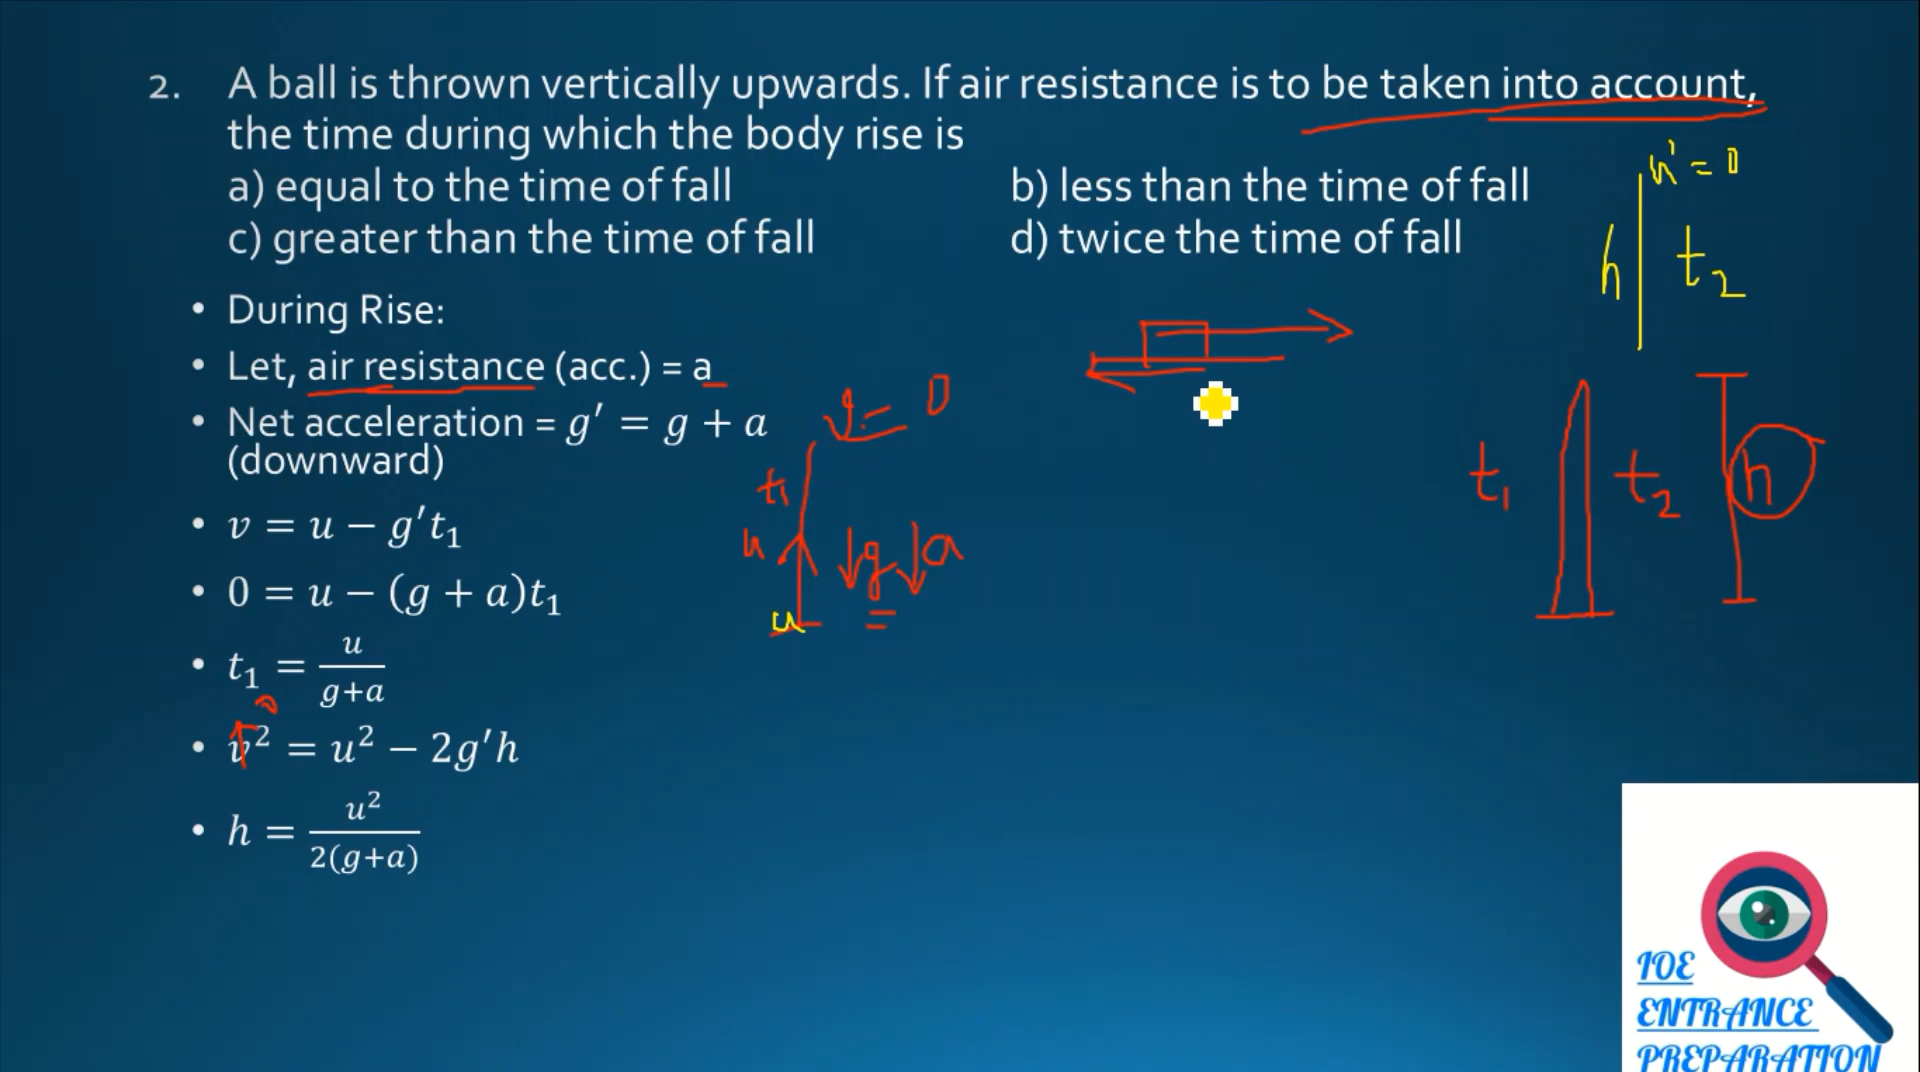 2. A ball is thrown vertically upwards. If air resistance is to be taken into account,
the time during which the body rise is
a) equal to the time of fall b) less than the time of fall
c) greater than the time of fall d) twice the time of fall
u' = 0
h t₂
• During Rise:
• Let, air resistance (acc.) = a
• Net acceleration = g′ = g + a
(downward)
v = 0
t₁
u g a
u
t₁ t₂ h
• v = u − g′t₁
• 0 = u − (g + a)t₁
• t₁ = u/(g+a)
0
• v² = u² − 2g′h
• h = u²/2(g+a)
IOE
ENTRANCE
PREPARATION